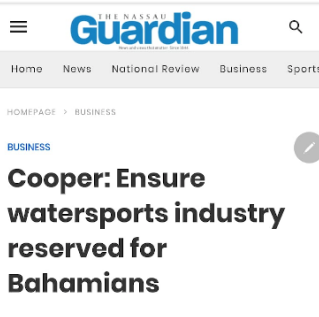 THE NASSAU
Guardian
Home News National Review Business Sports
HOMEPAGE > BUSINESS
BUSINESS
Cooper: Ensure
watersports industry
reserved for
Bahamians